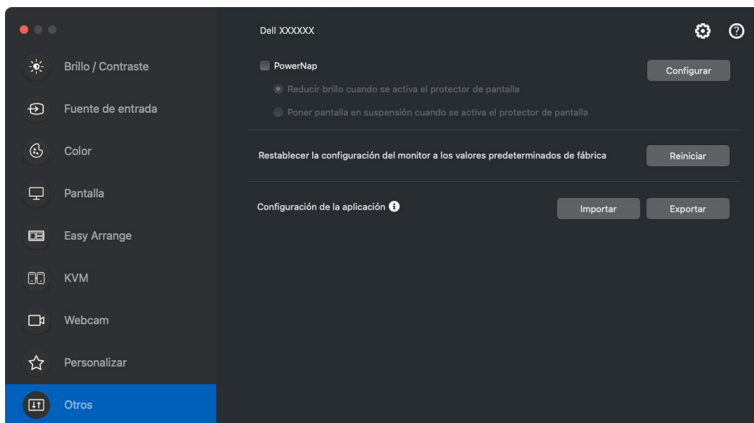 Dell XXXXXX
Brillo / Contraste
Fuente de entrada
Color
Pantalla
Easy Arrange
KVM
Webcam
Personalizar
Otros
PowerNap
Configurar
Reducir brillo cuando se activa el protector de pantalla
Poner pantalla en suspensión cuando se activa el protector de pantalla
Restablecer la configuración del monitor a los valores predeterminados de fábrica
Reiniciar
Configuración de la aplicación
Importar
Exportar